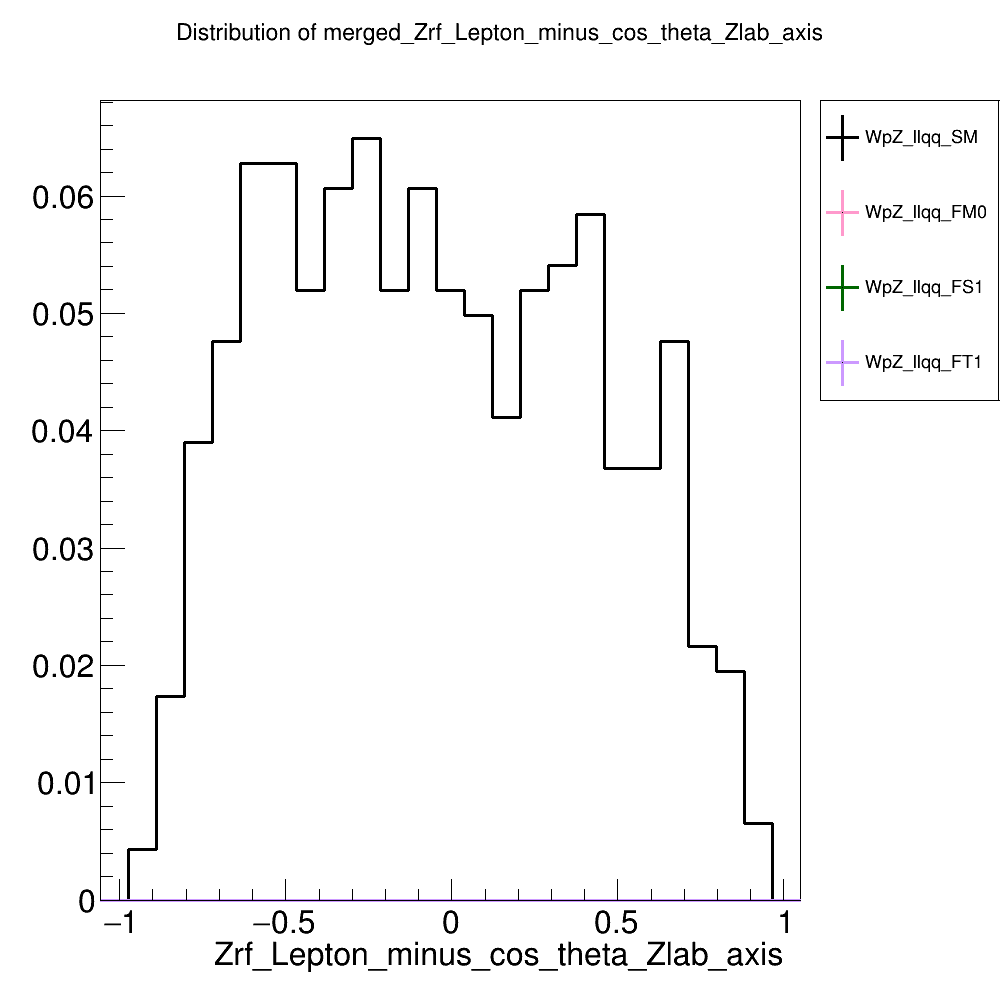 Distribution of merged_Zrf_Lepton_minus_cos_theta_Zlab_axis
WpZ_llqq_SM
WpZ_llqq_FM0
WpZ_llqq_FS1
WpZ_llqq_FT1
0.06
0.05
0.04
0.03
0.02
0.01
0
−1 −0.5 0 0.5 1
Zrf_Lepton_minus_cos_theta_Zlab_axis